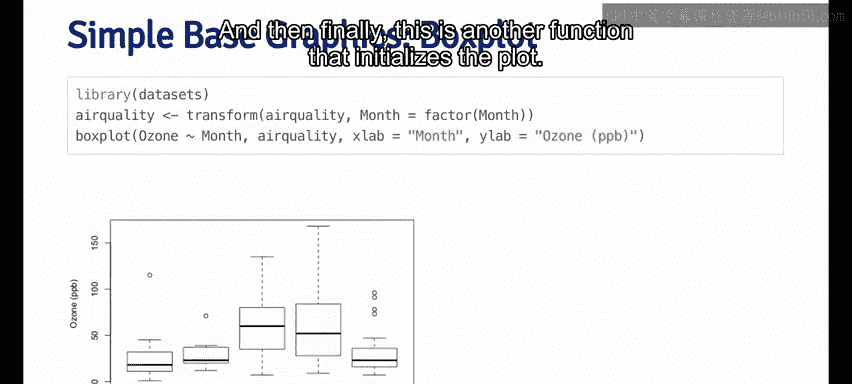 Simple Base Graphics: Boxplot
And then finally, this is another function
that initializes the plot.
library(datasets)
airquality <- transform(airquality, Month = factor(Month))
boxplot(Ozone ~ Month, airquality, xlab = "Month", ylab = "Ozone (ppb)")
150
100
50
0
Ozone (ppb)